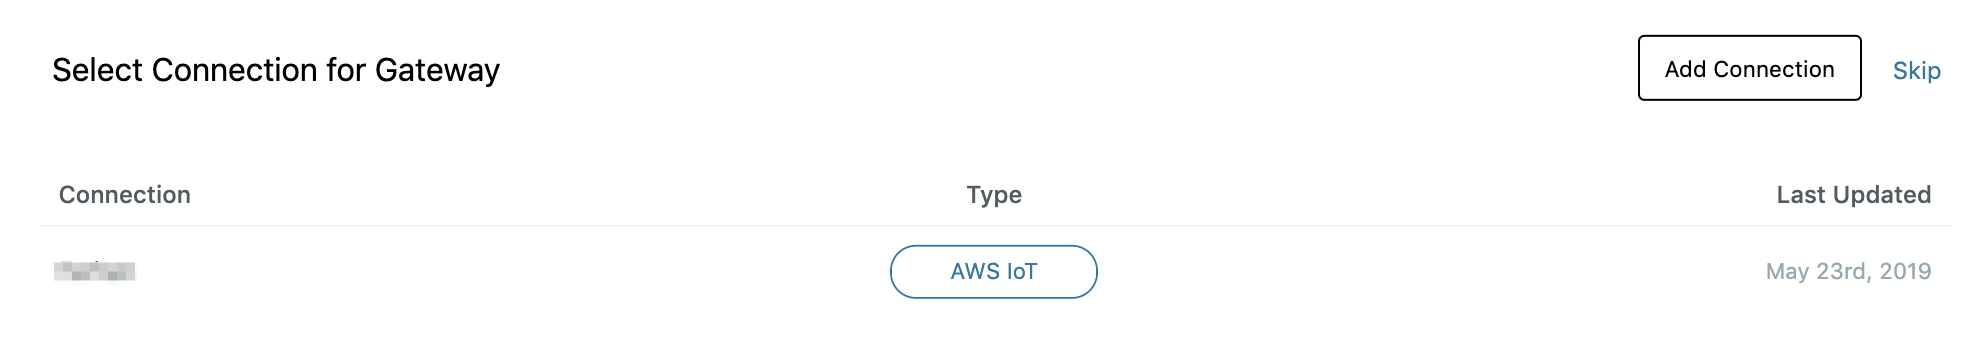 Select Connection for Gateway
Add Connection
Skip
Connection Type Last Updated
AWS IoT May 23rd, 2019